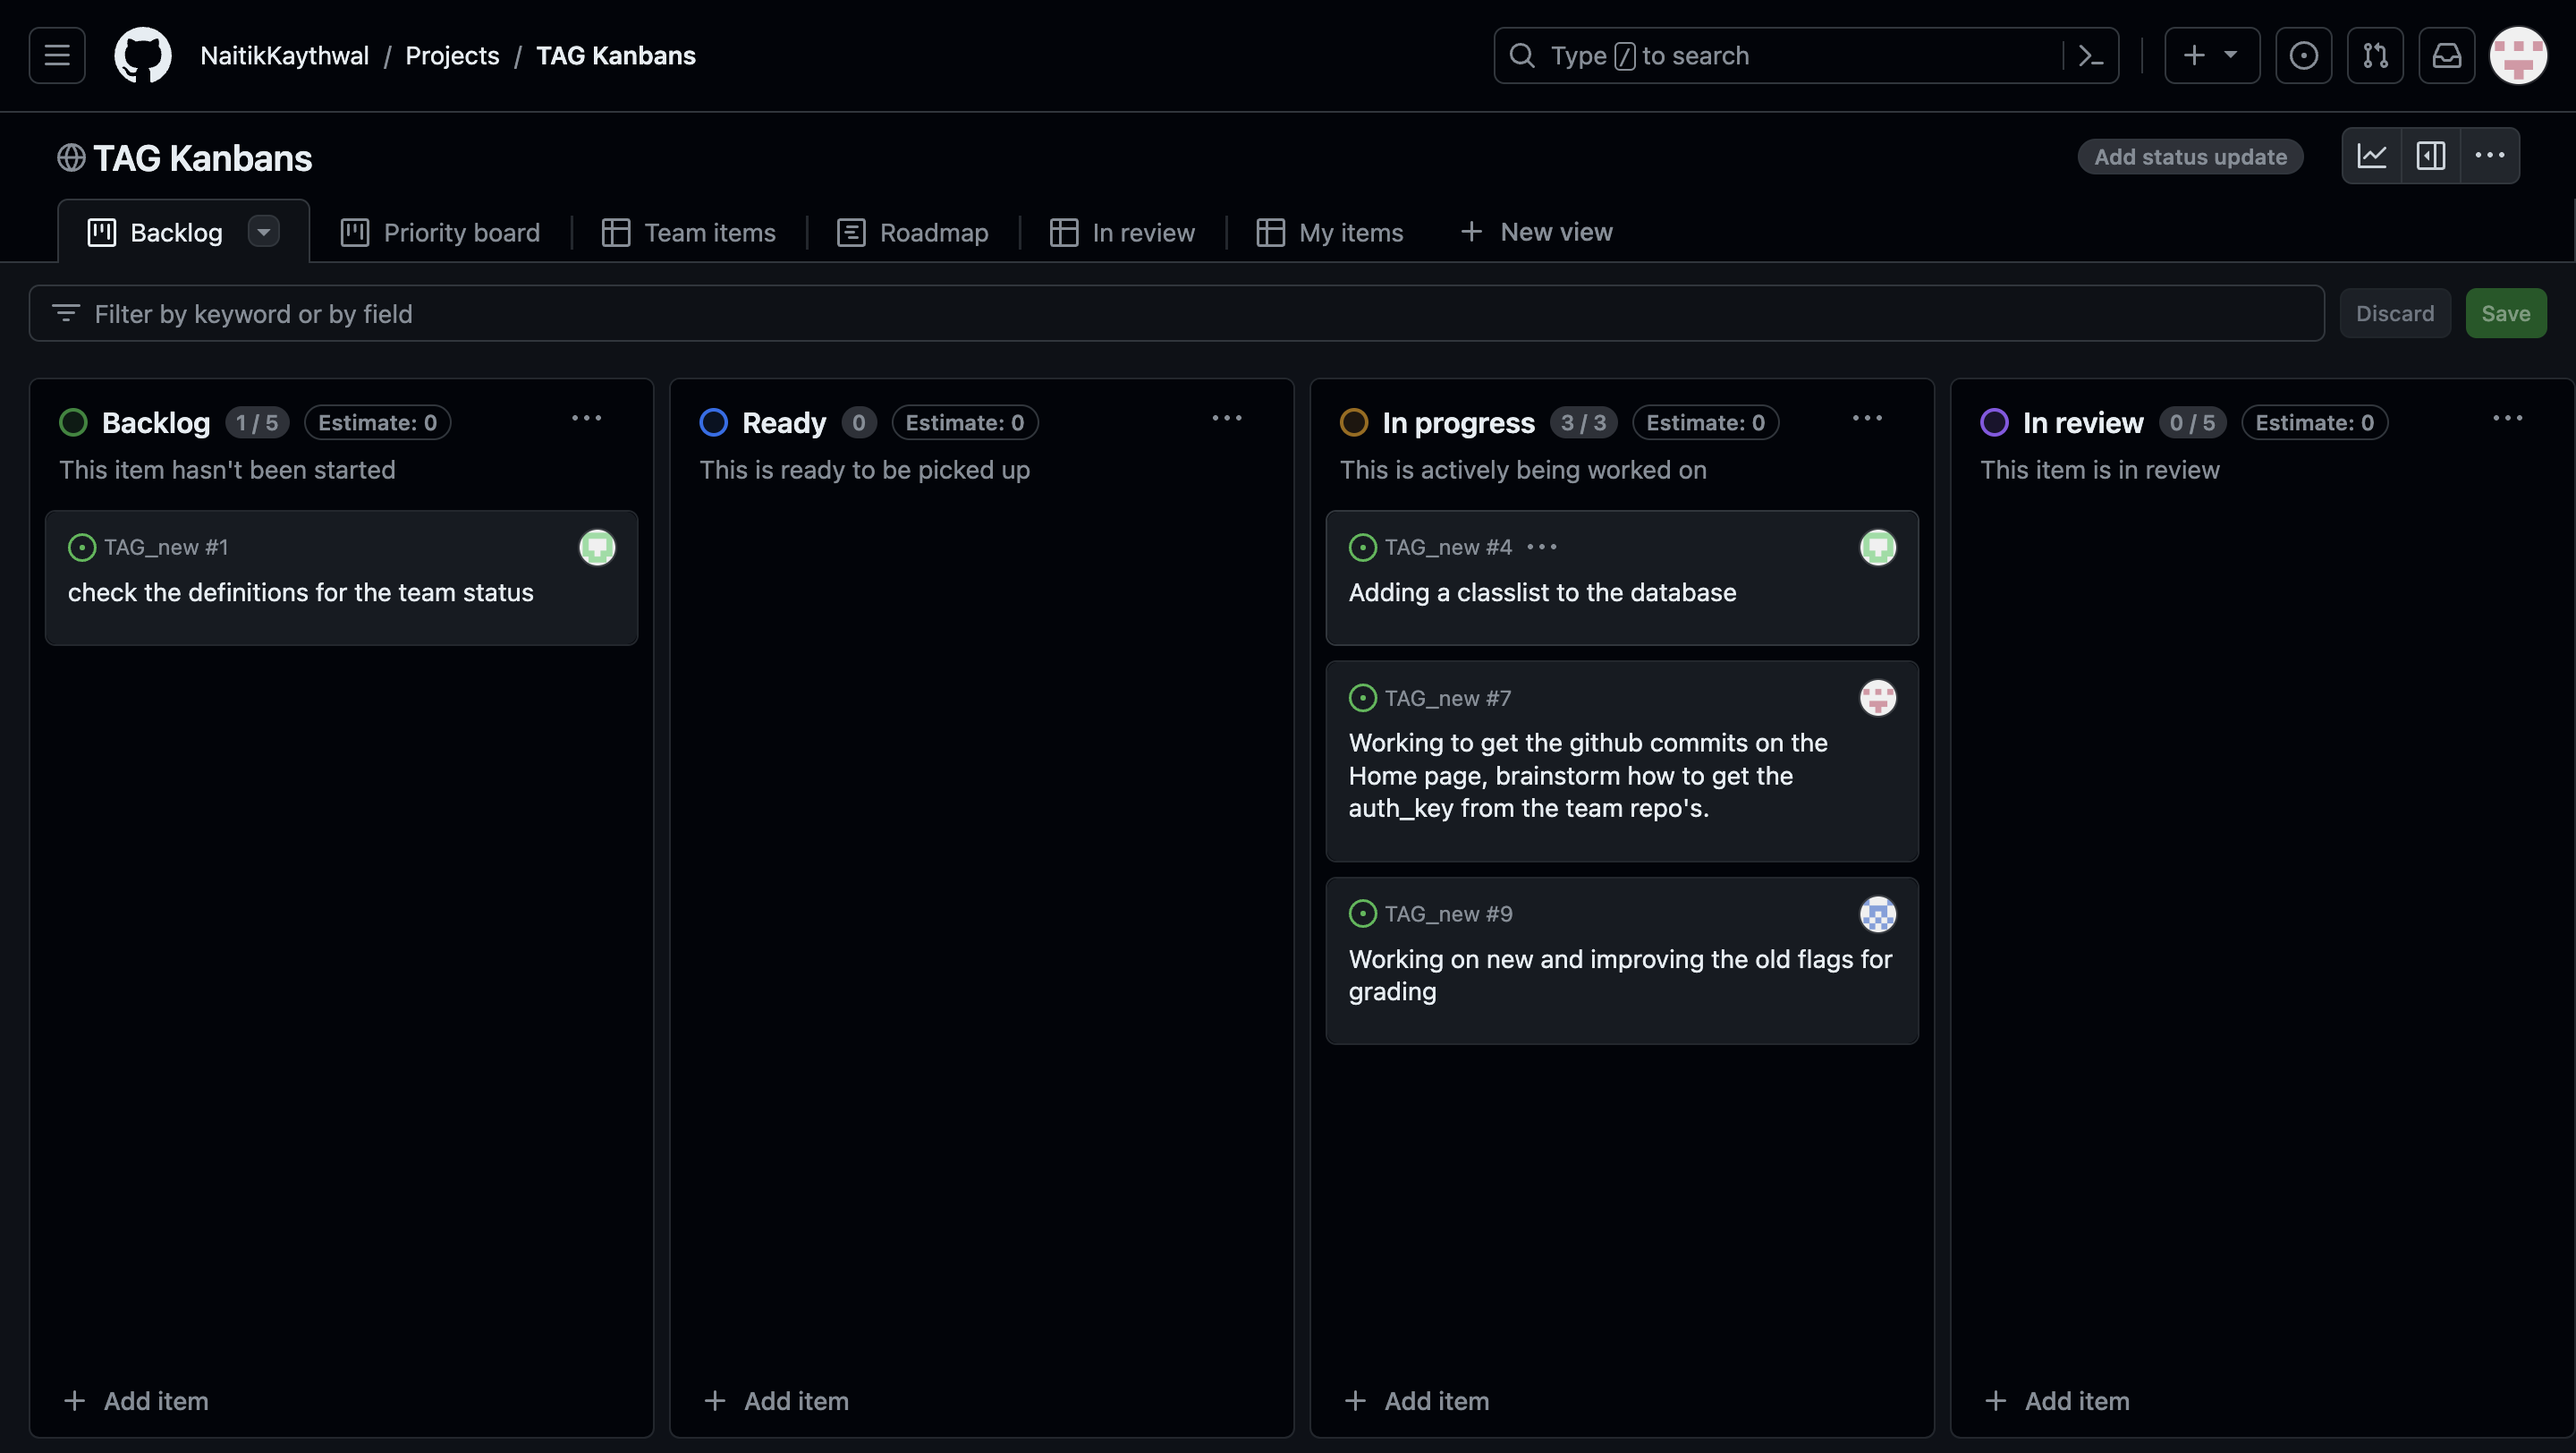 NaitikKaythwal / Projects / TAG Kanbans
Type / to search
TAG Kanbans
Add status update
Backlog
Priority board
Team items
Roadmap
In review
My items
New view
Filter by keyword or by field
Discard
Save
Backlog 1 / 5 Estimate: 0
This item hasn't been started
TAG_new #1
check the definitions for the team status
Add item
Ready 0 Estimate: 0
This is ready to be picked up
Add item
In progress 3 / 3 Estimate: 0
This is actively being worked on
TAG_new #4
Adding a classlist to the database
TAG_new #7
Working to get the github commits on the
Home page, brainstorm how to get the
auth_key from the team repo's.
TAG_new #9
Working on new and improving the old flags for
grading
Add item
In review 0 / 5 Estimate: 0
This item is in review
Add item